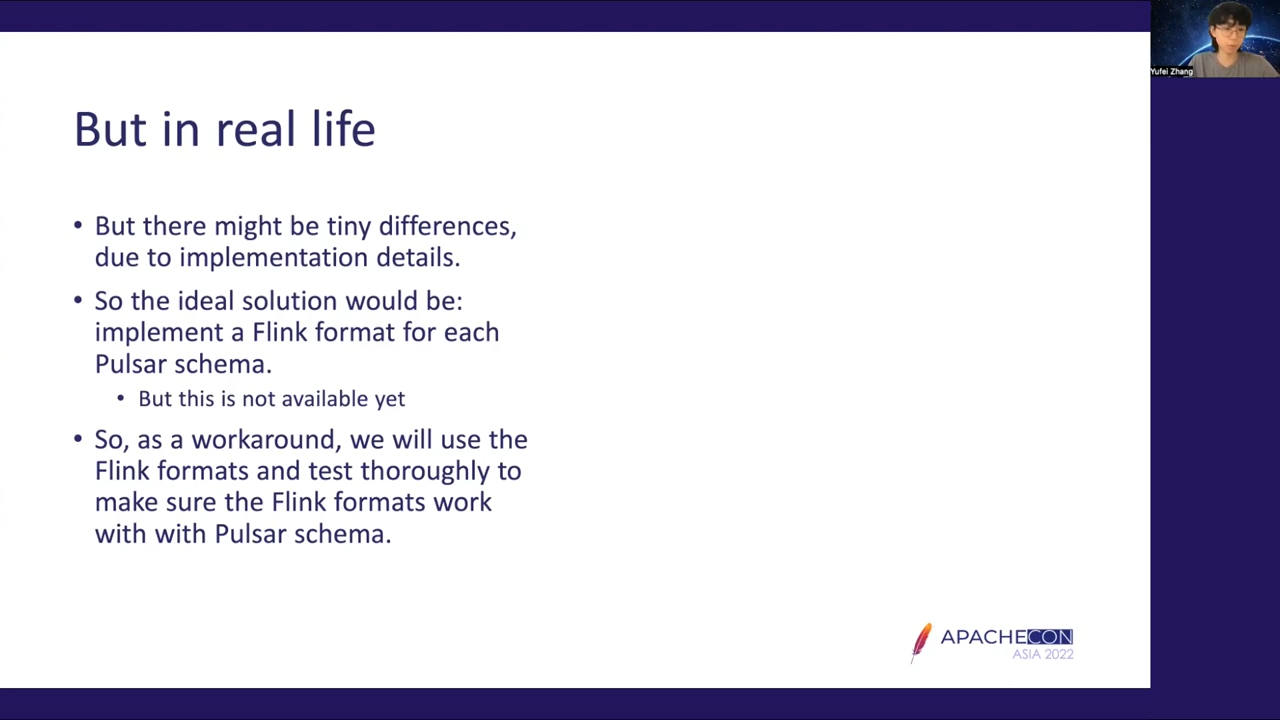 But in real life
• But there might be tiny differences,
due to implementation details.
• So the ideal solution would be:
implement a Flink format for each
Pulsar schema.
• But this is not available yet
• So, as a workaround, we will use the
Flink formats and test thoroughly to
make sure the Flink formats work
with with Pulsar schema.
APACHECON
ASIA 2022
Yufei Zhang